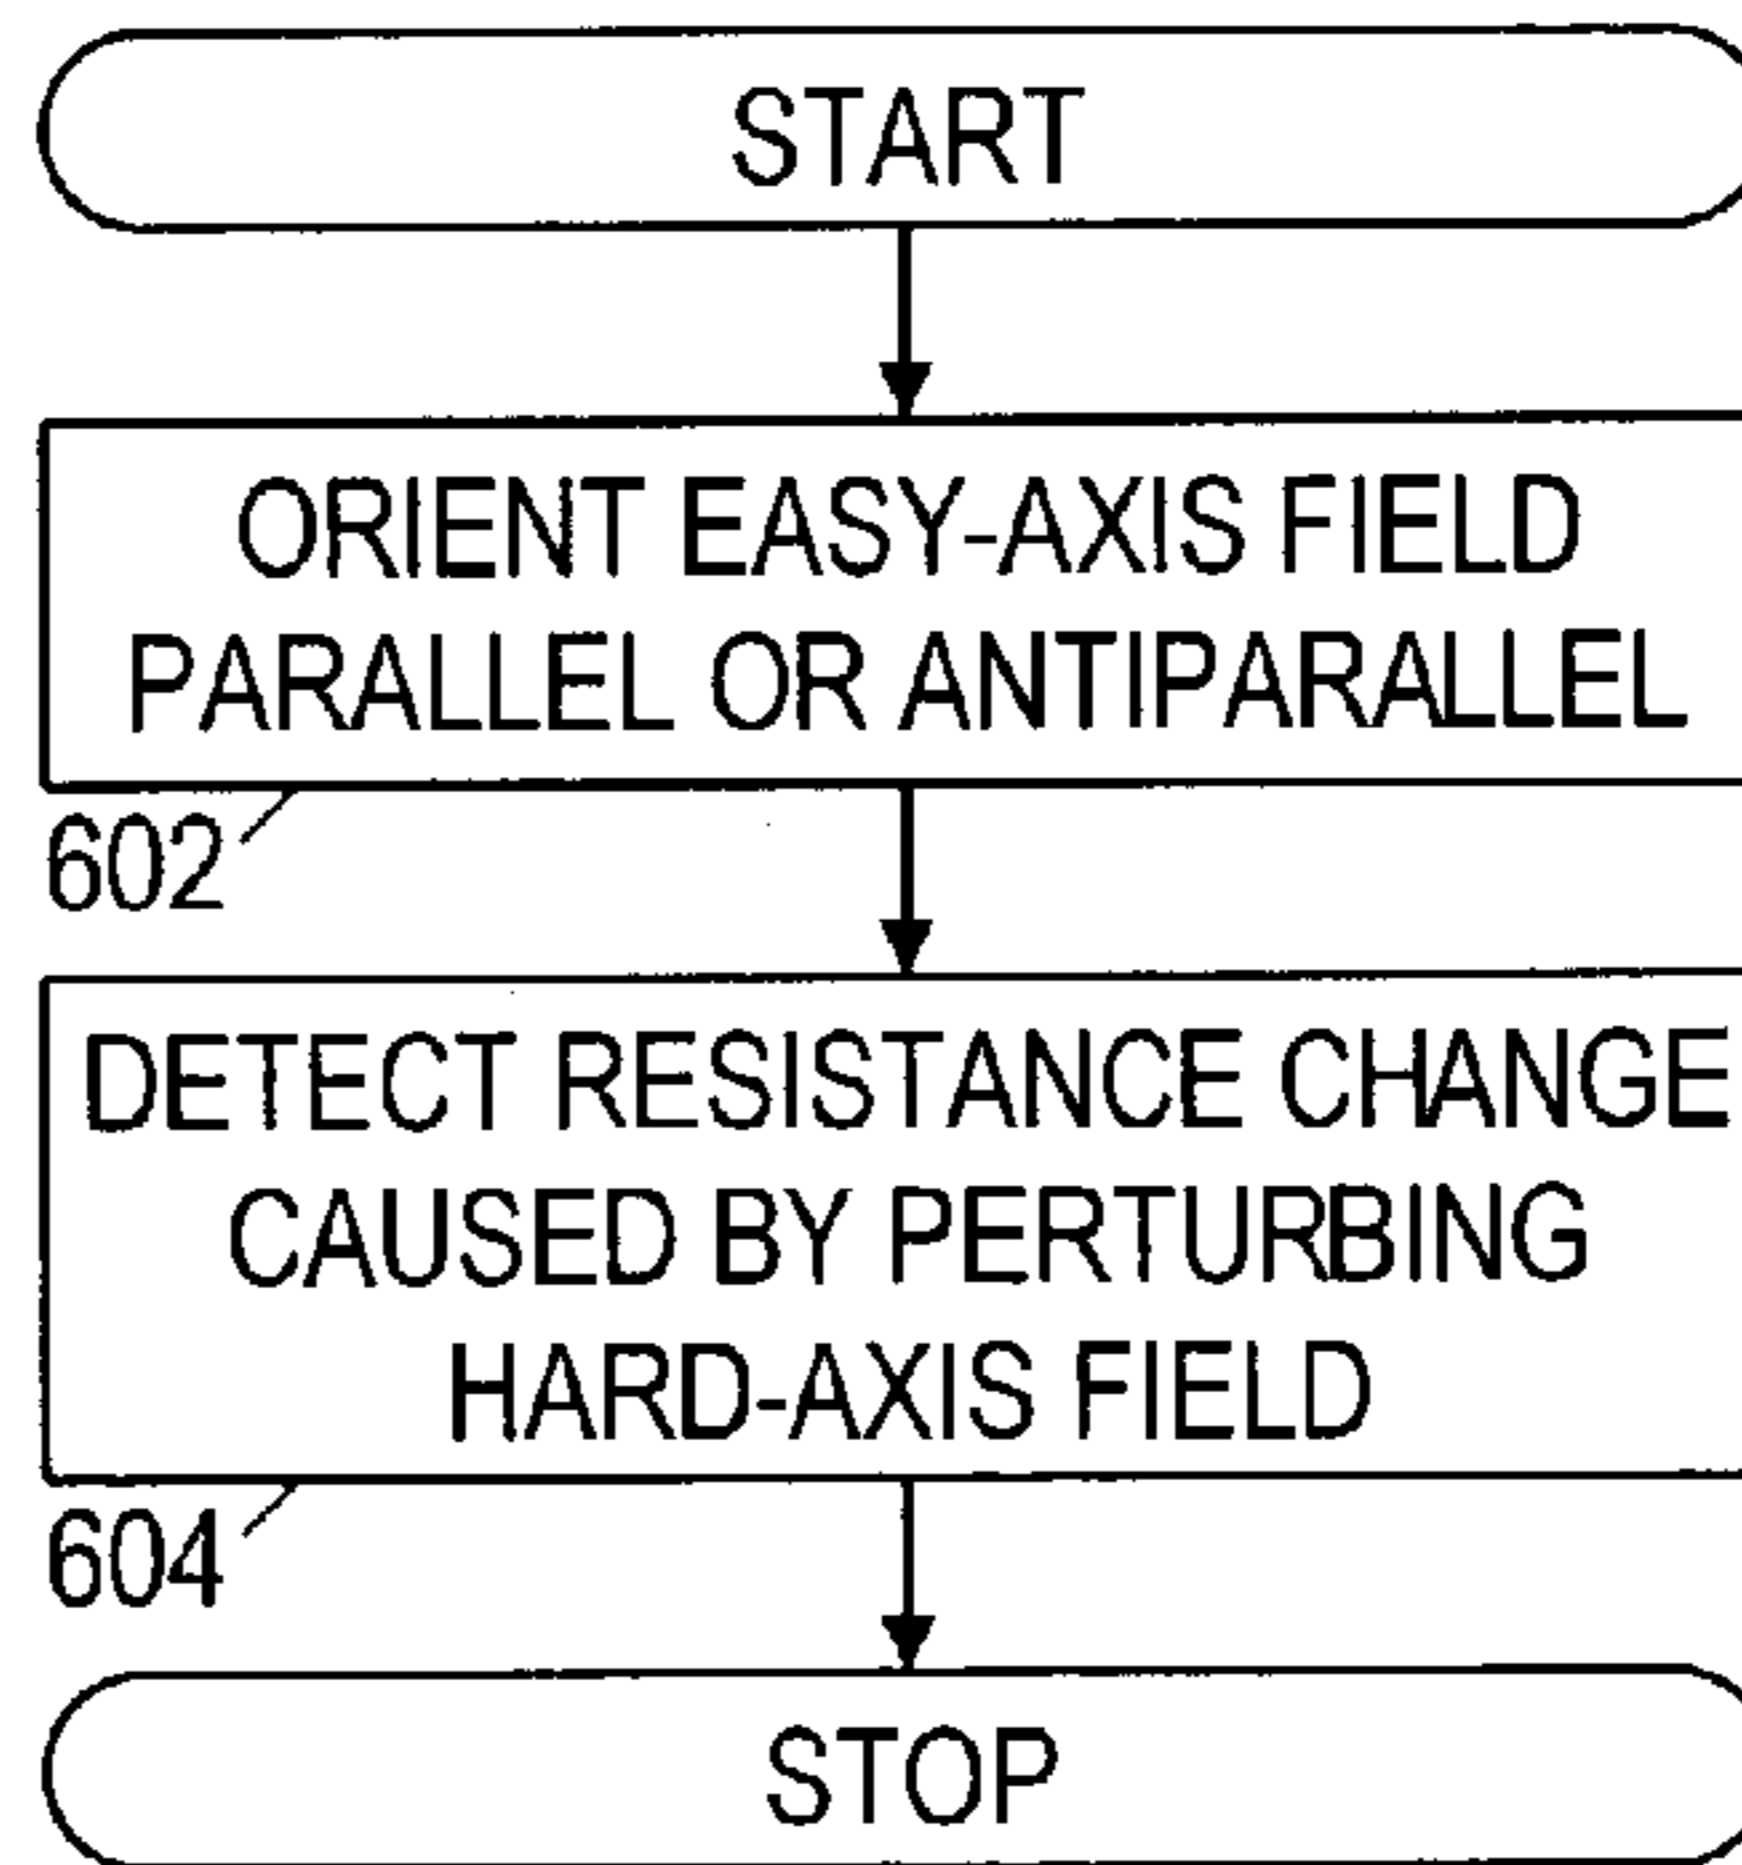 START
ORIENT EASY-AXIS FIELD
PARALLEL OR ANTIPARALLEL
602
DETECT RESISTANCE CHANGE
CAUSED BY PERTURBING
HARD-AXIS FIELD
604
STOP